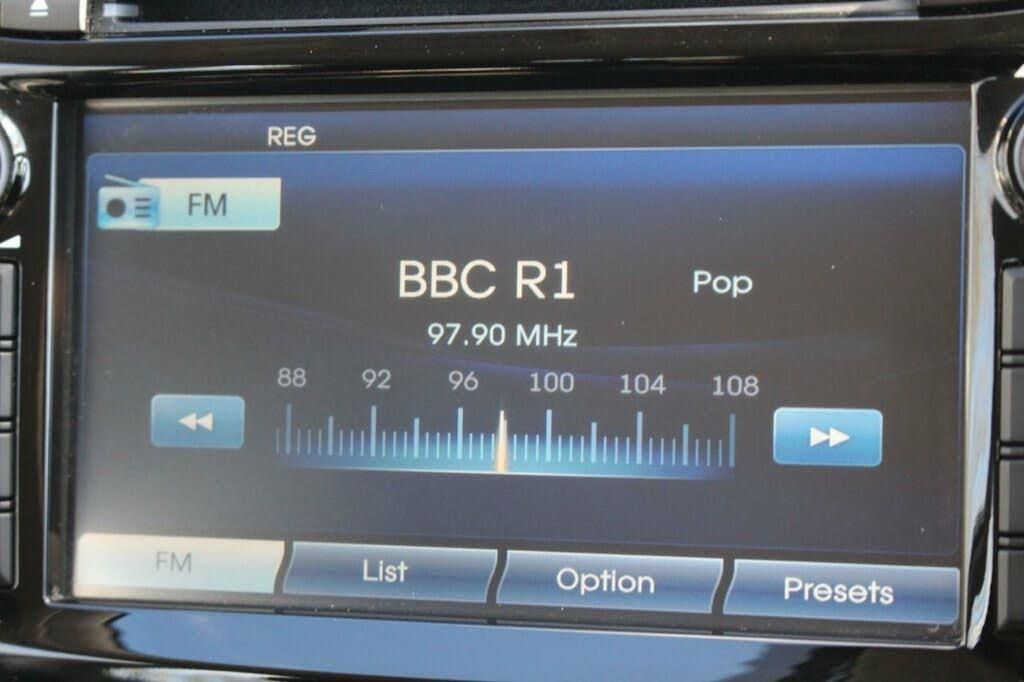 REG
FM
BBC R1 Pop
97.90 MHz
88 92 96 100 104 108
FM List Option Presets